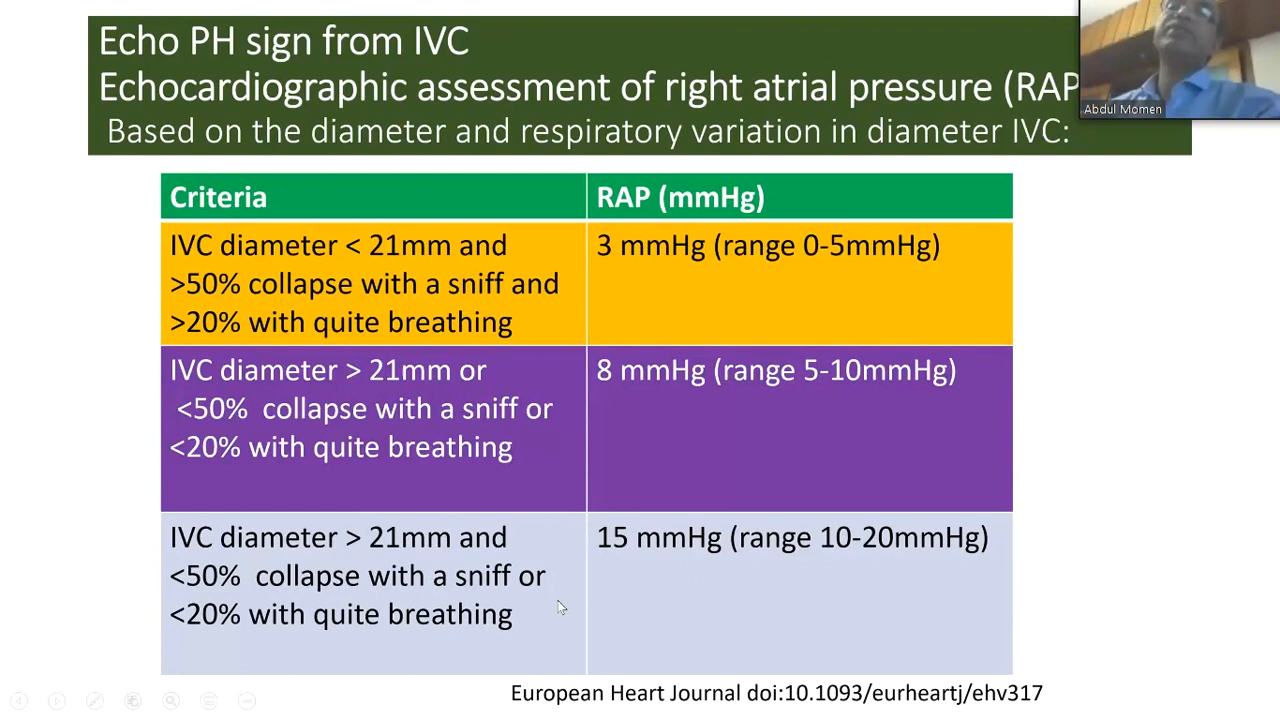 Echo PH sign from IVC
Echocardiographic assessment of right atrial pressure (RAP
Based on the diameter and respiratory variation in diameter IVC:
Abdul Momen
Criteria
RAP (mmHg)
IVC diameter < 21mm and
>50% collapse with a sniff and
>20% with quite breathing
3 mmHg (range 0-5mmHg)
IVC diameter > 21mm or
<50% collapse with a sniff or
<20% with quite breathing
8 mmHg (range 5-10mmHg)
IVC diameter > 21mm and
<50% collapse with a sniff or
<20% with quite breathing
15 mmHg (range 10-20mmHg)
European Heart Journal doi:10.1093/eurheartj/ehv317